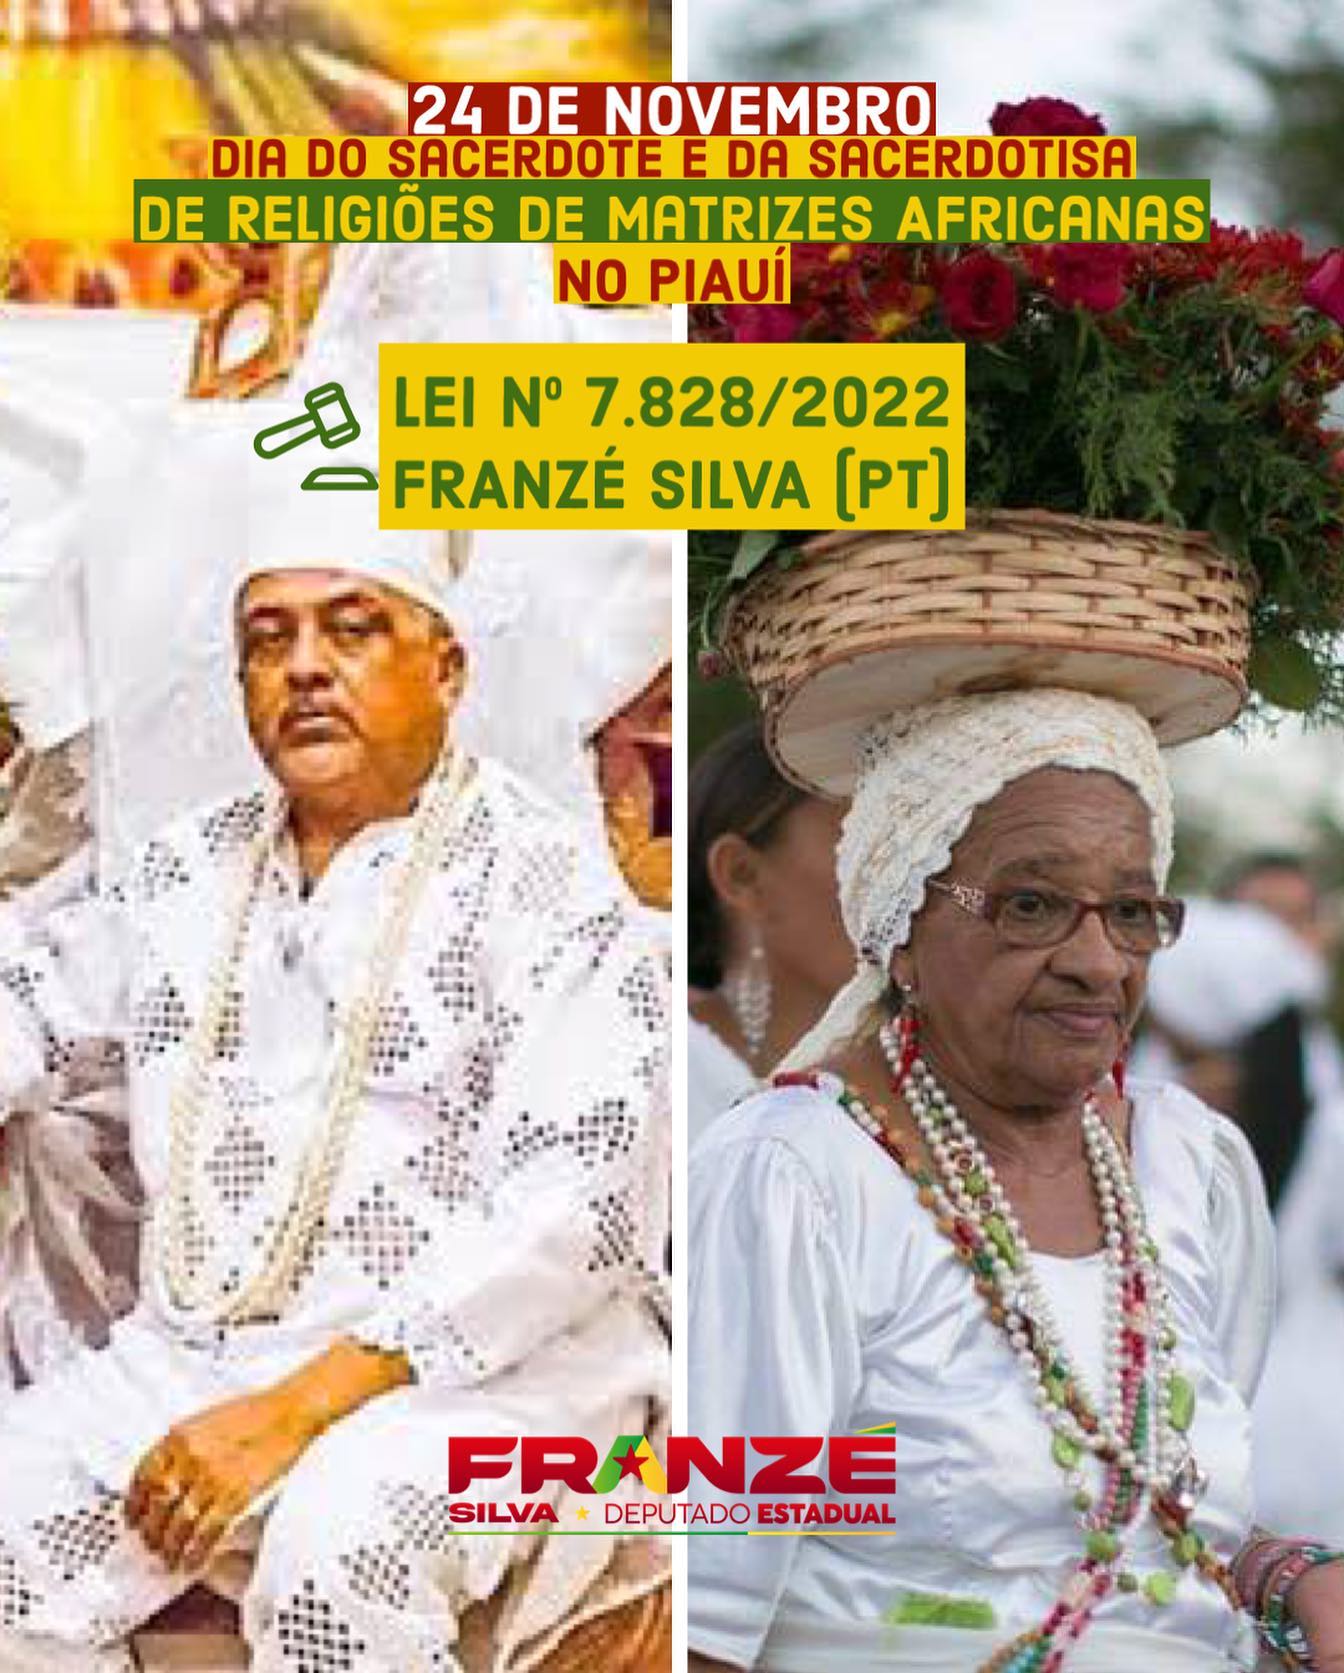 24 DE NOVEMBRO
DIA DO SACERDOTE E DA SACERDOTISA
DE RELIGIÕES DE MATRIZES AFRICANAS
NO PIAUÍ
LEI Nº 7.828/2022
FRANZÉ SILVA (PT)
FRANZÉ
SILVA DEPUTADO ESTADUAL